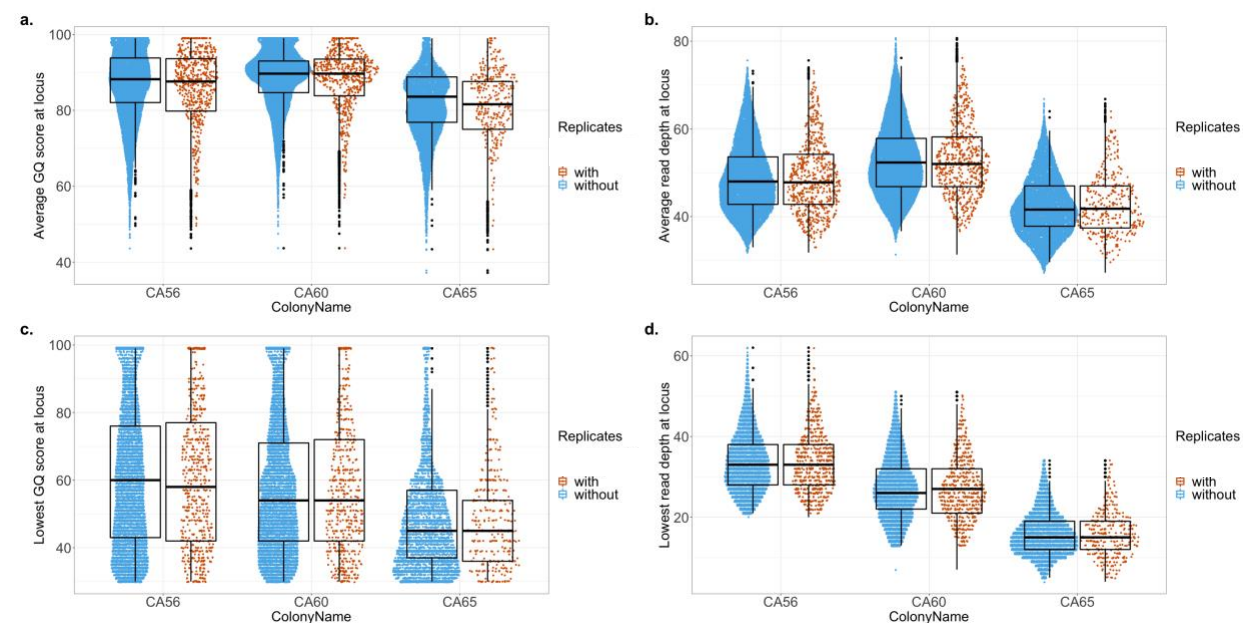 a.
100
80
60
40
Average GQ score at locus
CA56 CA60 CA65
ColonyName
Replicates
with
without
b.
80
60
40
Average read depth at locus
CA56 CA60 CA65
ColonyName
Replicates
with
without
c.
100
80
60
40
Lowest GQ score at locus
CA56 CA60 CA65
ColonyName
Replicates
with
without
d.
60
40
20
Lowest read depth at locus
CA56 CA60 CA65
ColonyName
Replicates
with
without